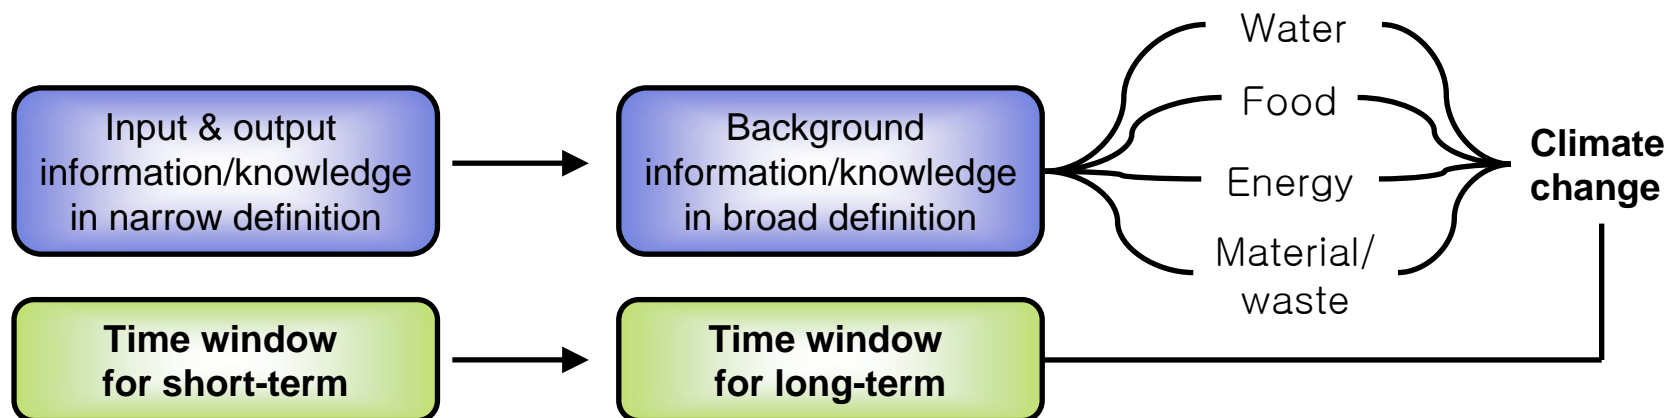 Input & output
information/knowledge
in narrow definition
Background
information/knowledge
in broad definition
Water
Food
Energy
Material/
waste
Climate
change
Time window
for short-term
Time window
for long-term